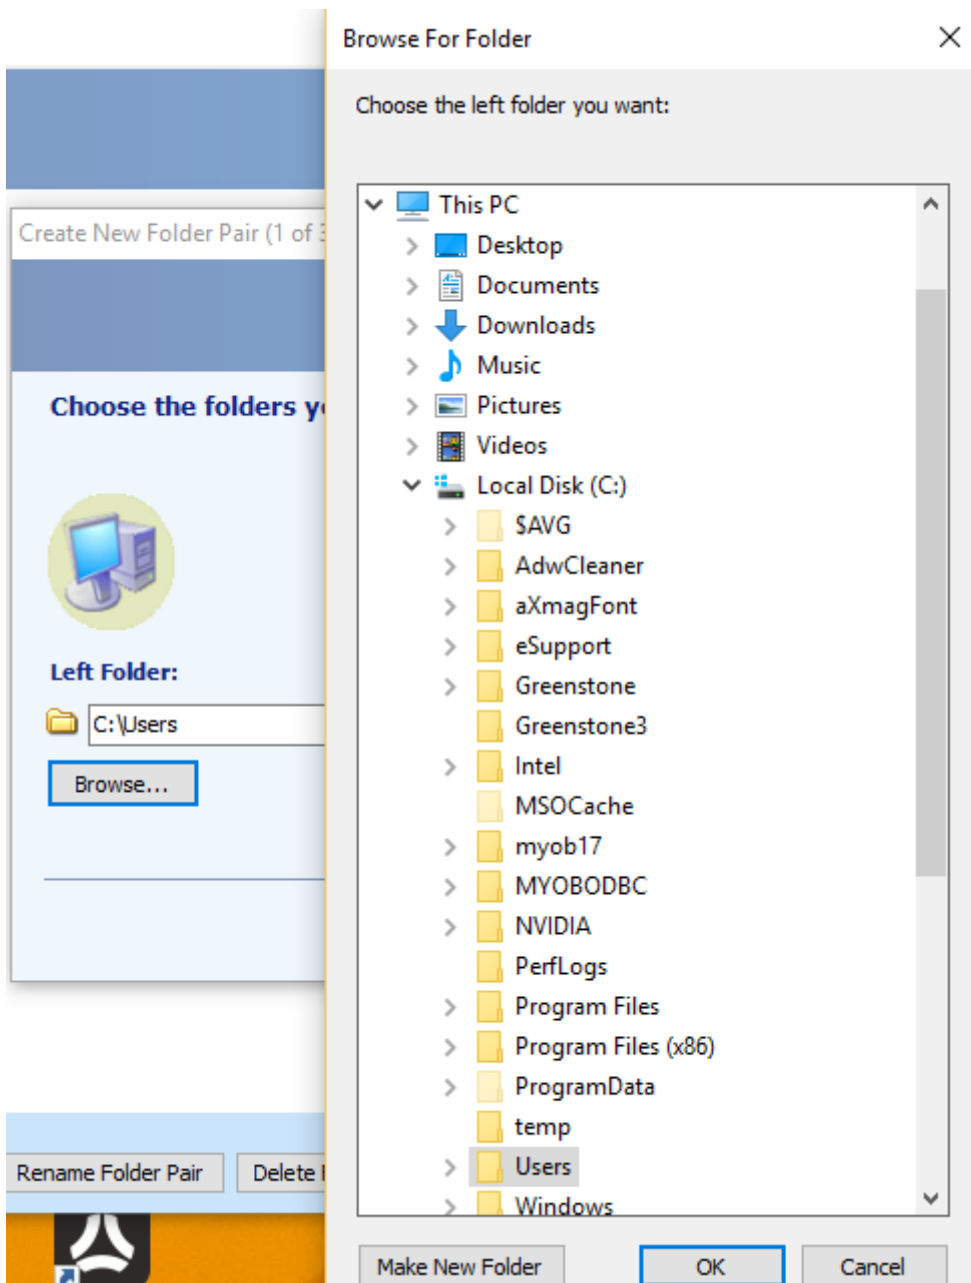 Browse For Folder
Choose the left folder you want:
This PC
Desktop
Documents
Downloads
Music
Pictures
Videos
Local Disk (C:)
$AVG
AdwCleaner
aXmagFont
eSupport
Greenstone
Greenstone3
Intel
MSOCache
myob17
MYOBODBC
NVIDIA
PerfLogs
Program Files
Program Files (x86)
ProgramData
temp
Users
Windows
Make New Folder
OK
Cancel
Create New Folder Pair (1 of
Choose the folders
Left Folder:
C:\Users
Browse...
Rename Folder Pair
Delete